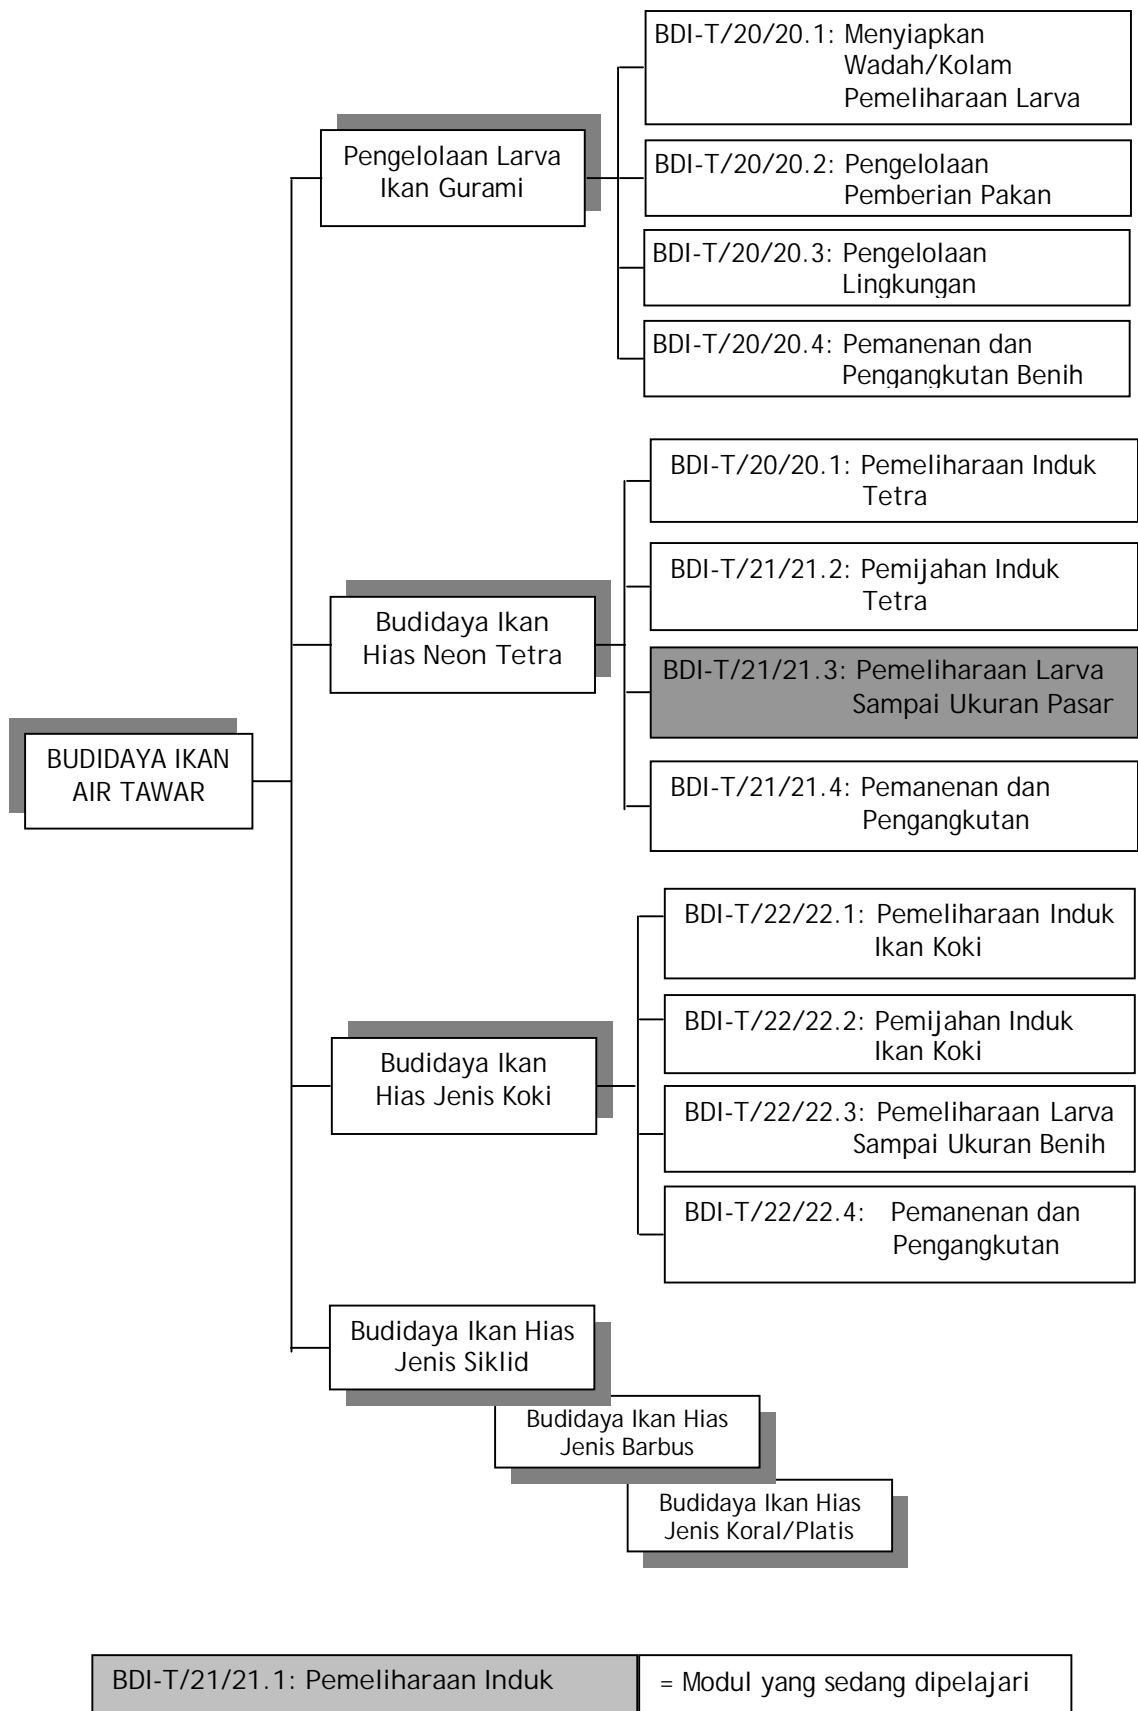 BDI-T/20/20.1: Menyiapkan
Wadah/Kolam
Pemeliharaan Larva
Pengelolaan Larva
Ikan Gurami
BDI-T/20/20.2: Pengelolaan
Pemberian Pakan
BDI-T/20/20.3: Pengelolaan
Lingkungan
BDI-T/20/20.4: Pemanenan dan
Pengangkutan Benih
BDI-T/20/20.1: Pemeliharaan Induk
Tetra
BDI-T/21/21.2: Pemijahan Induk
Tetra
Budidaya Ikan
Hias Neon Tetra
BDI-T/21/21.3: Pemeliharaan Larva
Sampai Ukuran Pasar
BUDIDAYA IKAN
AIR TAWAR
BDI-T/21/21.4: Pemanenan dan
Pengangkutan
BDI-T/22/22.1: Pemeliharaan Induk
Ikan Koki
BDI-T/22/22.2: Pemijahan Induk
Ikan Koki
Budidaya Ikan
Hias Jenis Koki
BDI-T/22/22.3: Pemeliharaan Larva
Sampai Ukuran Benih
BDI-T/22/22.4: Pemanenan dan
Pengangkutan
Budidaya Ikan Hias
Jenis Siklid
Budidaya Ikan Hias
Jenis Barbus
Budidaya Ikan Hias
Jenis Koral/Platis
BDI-T/21/21.1: Pemeliharaan Induk
= Modul yang sedang dipelajari